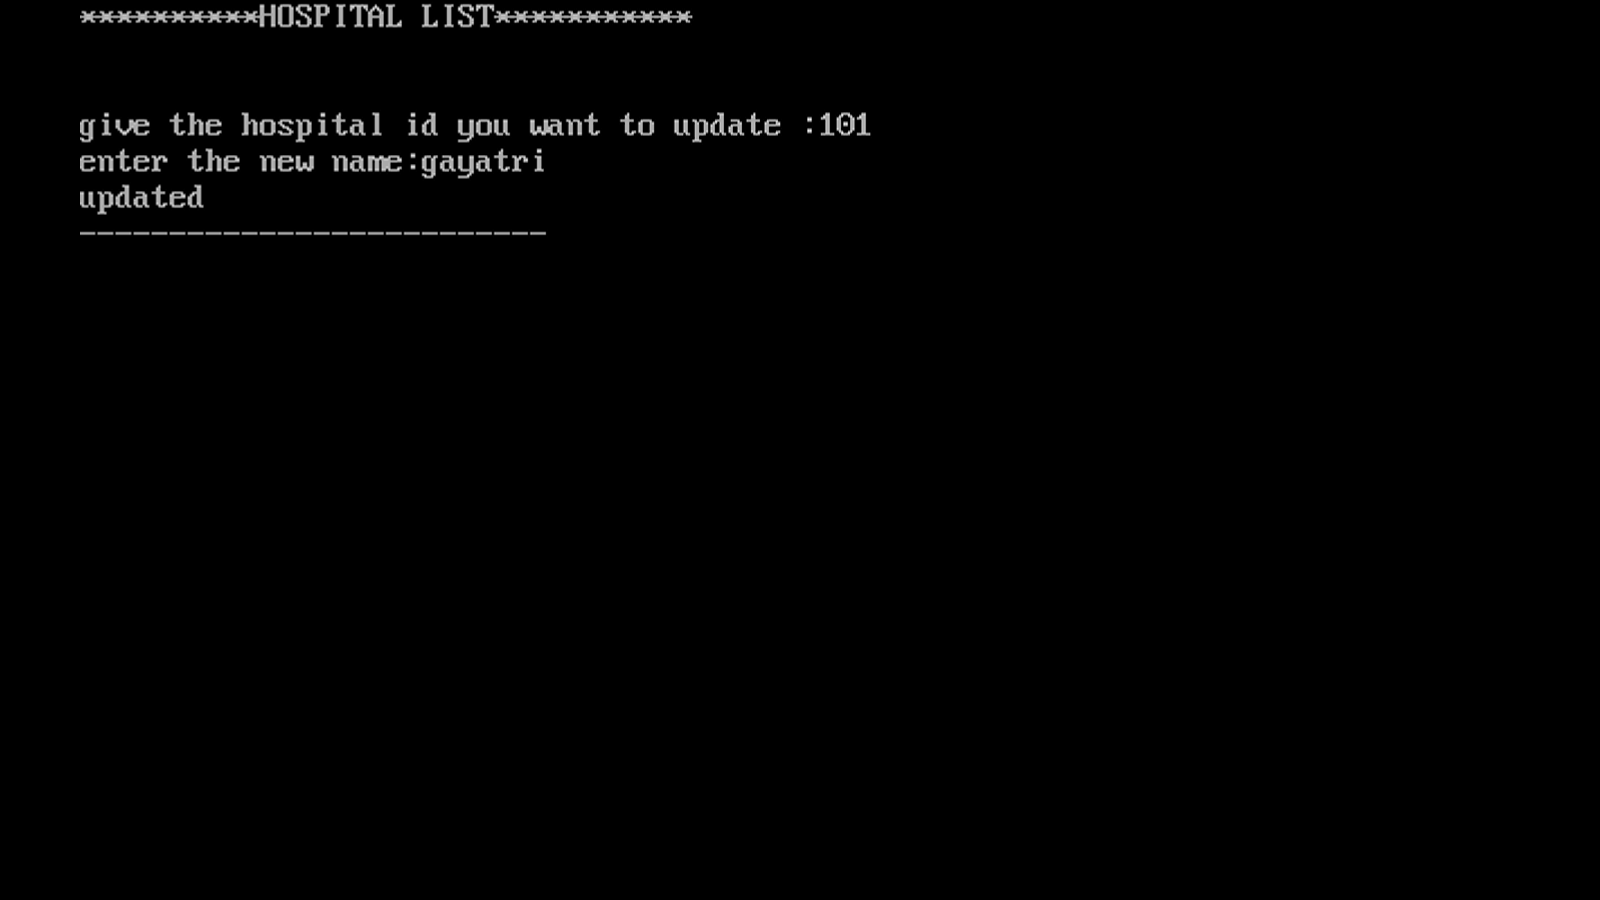 **********HOSPITAL LIST***********
give the hospital id you want to update :101
enter the new name:gayatri
updated
--------------------------